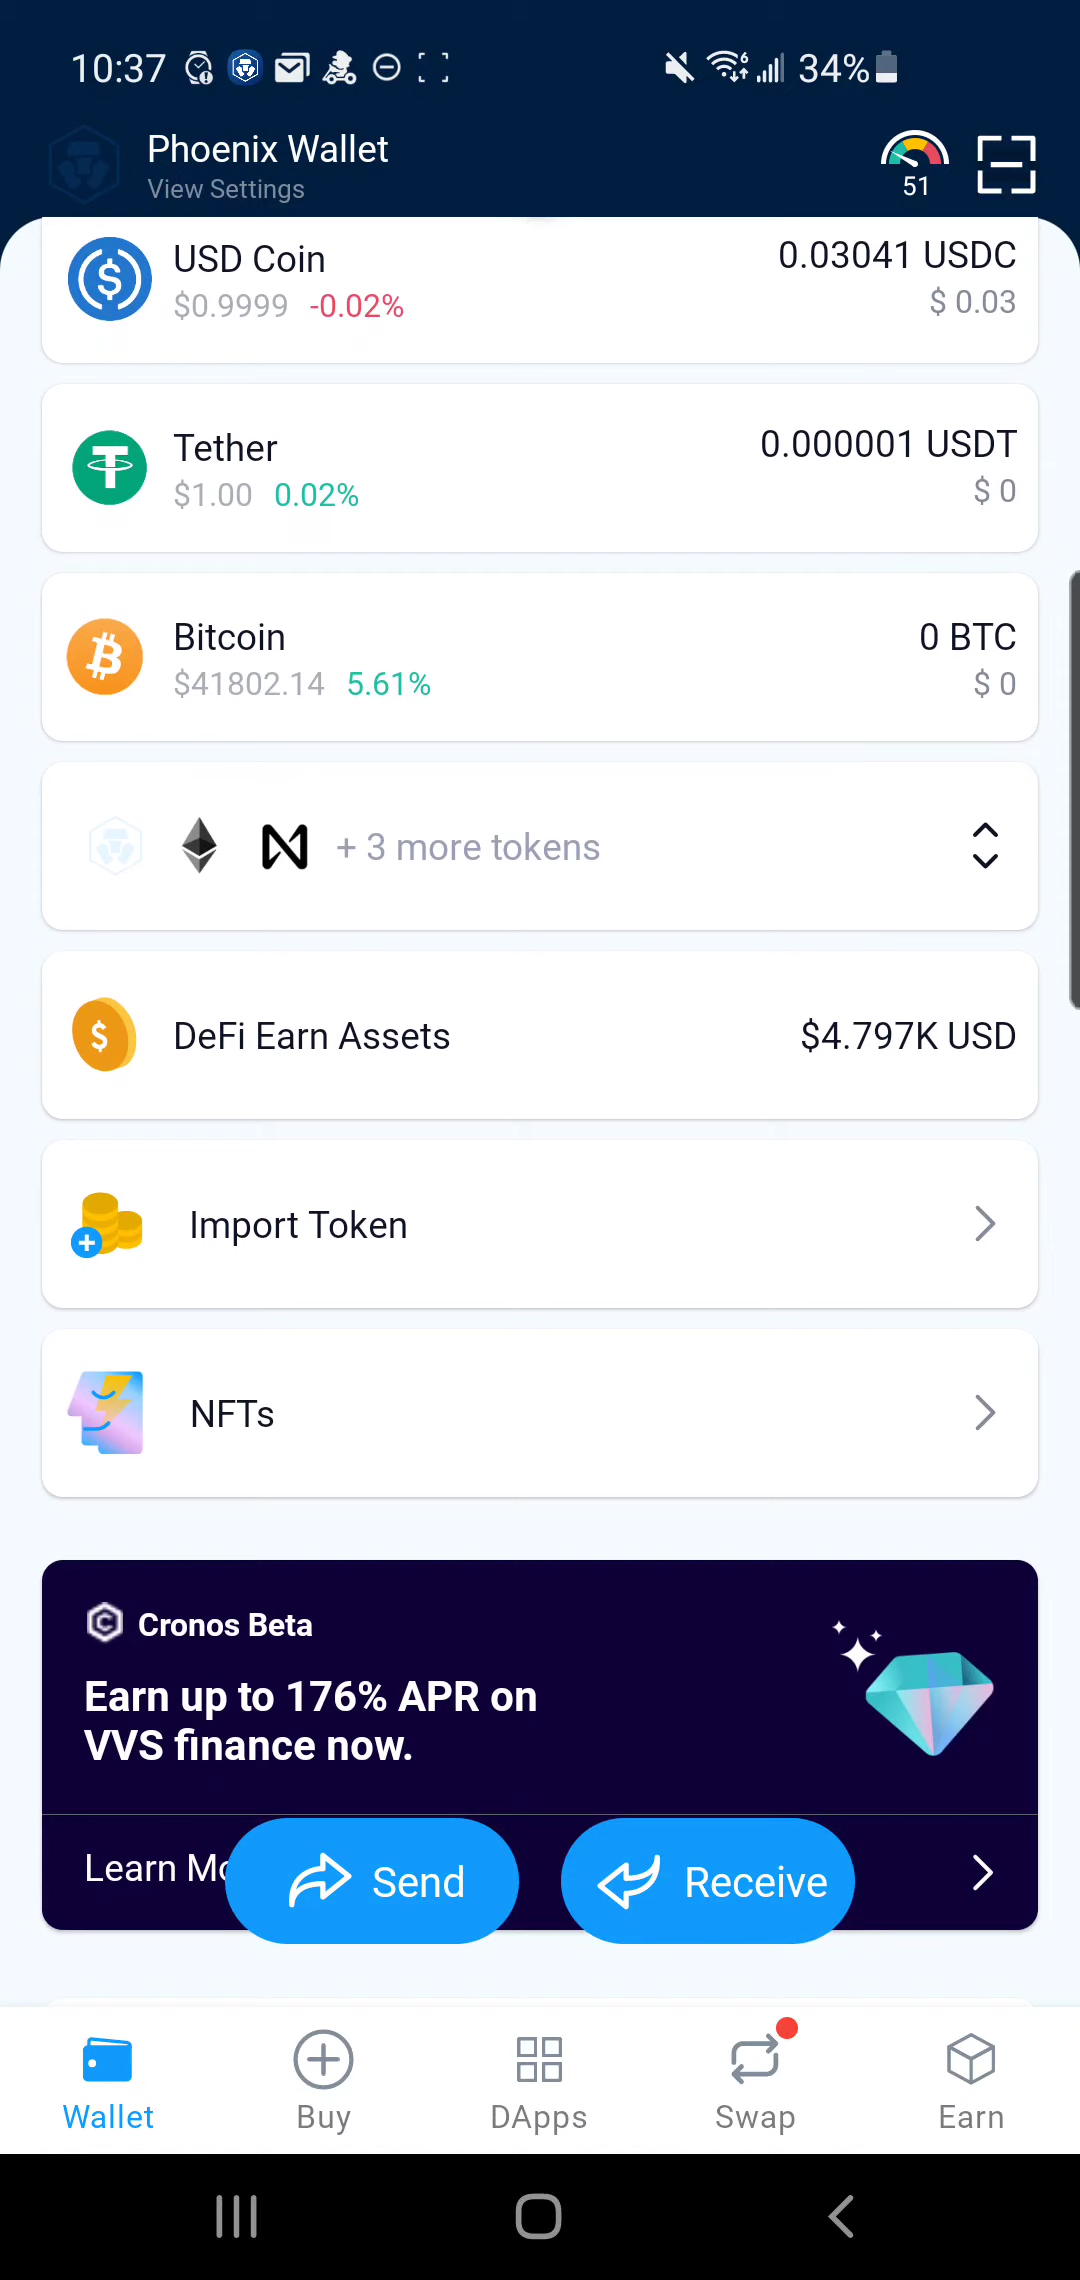 10:37
6
34%
Phoenix Wallet
View Settings
51
USD Coin
0.03041 USDC
$0.9999 -0.02%
$ 0.03
Tether
0.000001 USDT
$1.00 0.02%
$ 0
Bitcoin
0 BTC
$41802.14 5.61%
$ 0
+ 3 more tokens
DeFi Earn Assets
$4.797K USD
Import Token
NFTs
Cronos Beta
Earn up to 176% APR on
VVS finance now.
Learn Mo
Send
Receive
Wallet
Buy
DApps
Swap
Earn